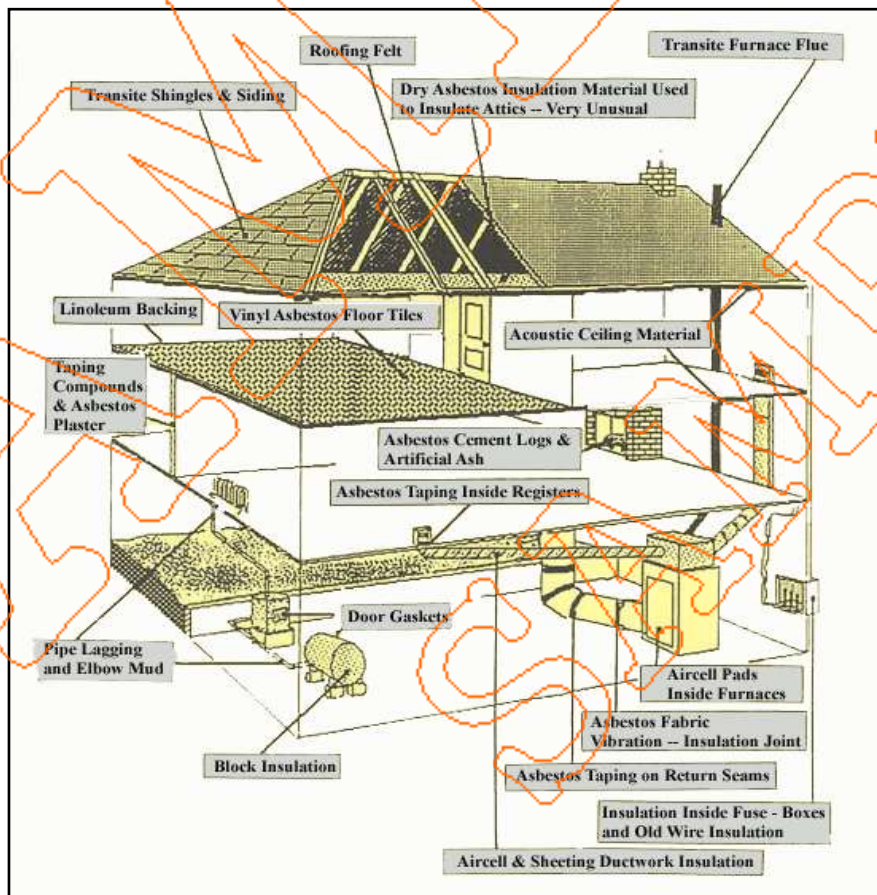 Roofing Felt
Transite Furnace Flue
Transite Shingles & Siding
Dry Asbestos Insulation Material Used
to Insulate Attics -- Very Unusual
Linoleum Backing
Vinyl Asbestos Floor Tiles
Acoustic Ceiling Material
Taping
Compounds
& Asbestos
Plaster
Asbestos Cement Logs &
Artificial Ash
Asbestos Taping Inside Registers
Door Gaskets
Pipe Lagging
and Elbow Mud
Aircell Pads
Inside Furnaces
Asbestos Fabric
Vibration -- Insulation Joint
Block Insulation
Asbestos Taping on Return Seams
Insulation Inside Fuse - Boxes
and Old Wire Insulation
Aircell & Sheeting Ductwork Insulation